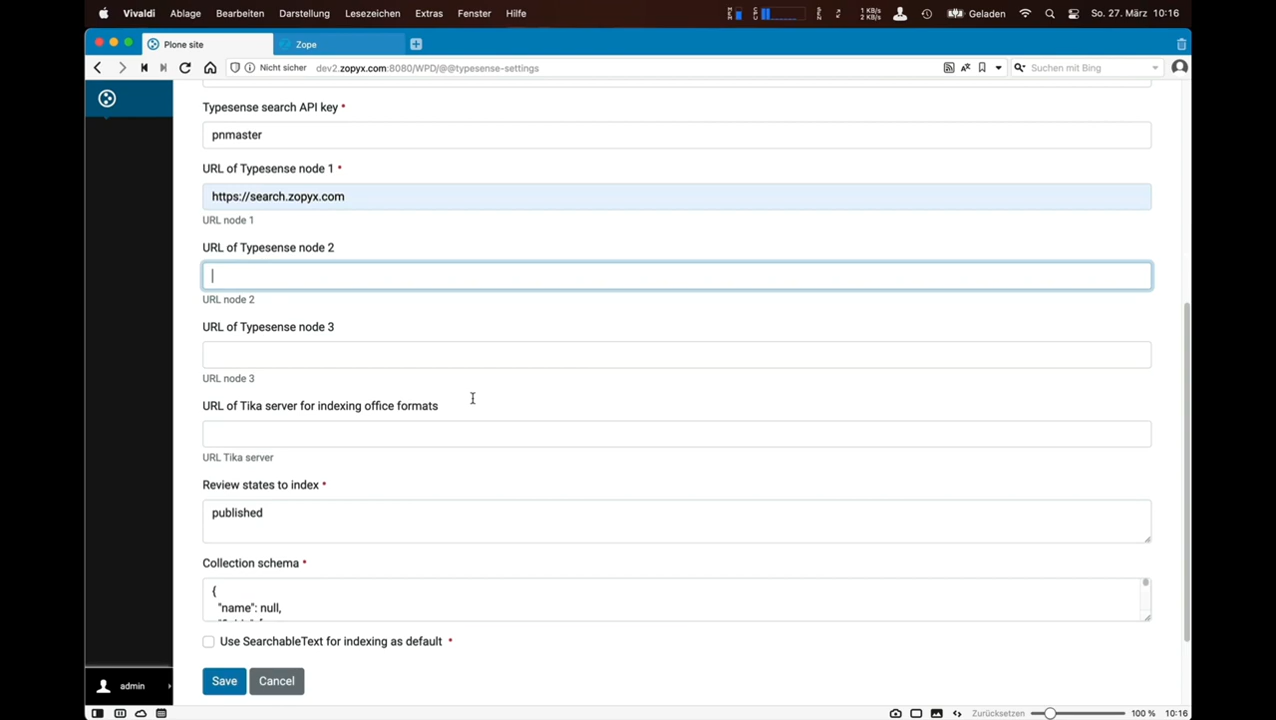 Vivaldi Ablage Bearbeiten Darstellung Lesezeichen Extras Fenster Hilfe 1 KB/s 2 KB/s Geladen So. 27. März 10:16
Plone site Zope
Nicht sicher dev2.zopyx.com:8080/WPD/@@typesense-settings Suchen mit Bing
Typesense search API key *
pnmaster
URL of Typesense node 1 *
https://search.zopyx.com
URL node 1
URL of Typesense node 2
URL node 2
URL of Typesense node 3
URL node 3
URL of Tika server for indexing office formats
URL Tika server
Review states to index *
published
Collection schema *
{
"name": null,
Use SearchableText for indexing as default *
Save Cancel
admin
Zurücksetzen 100 % 10:16